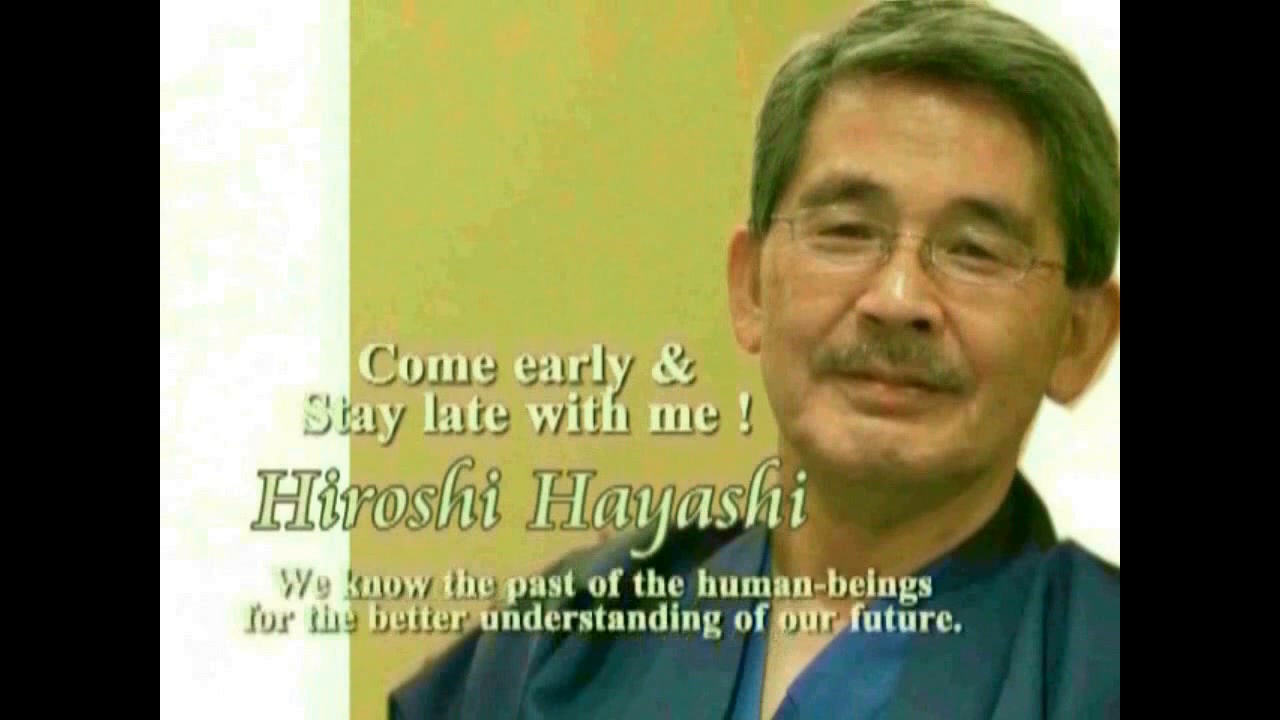 Come early &
Stay late with me !
Hiroshi Hayashi
We know the past of the human-beings
for the better understanding of our future.